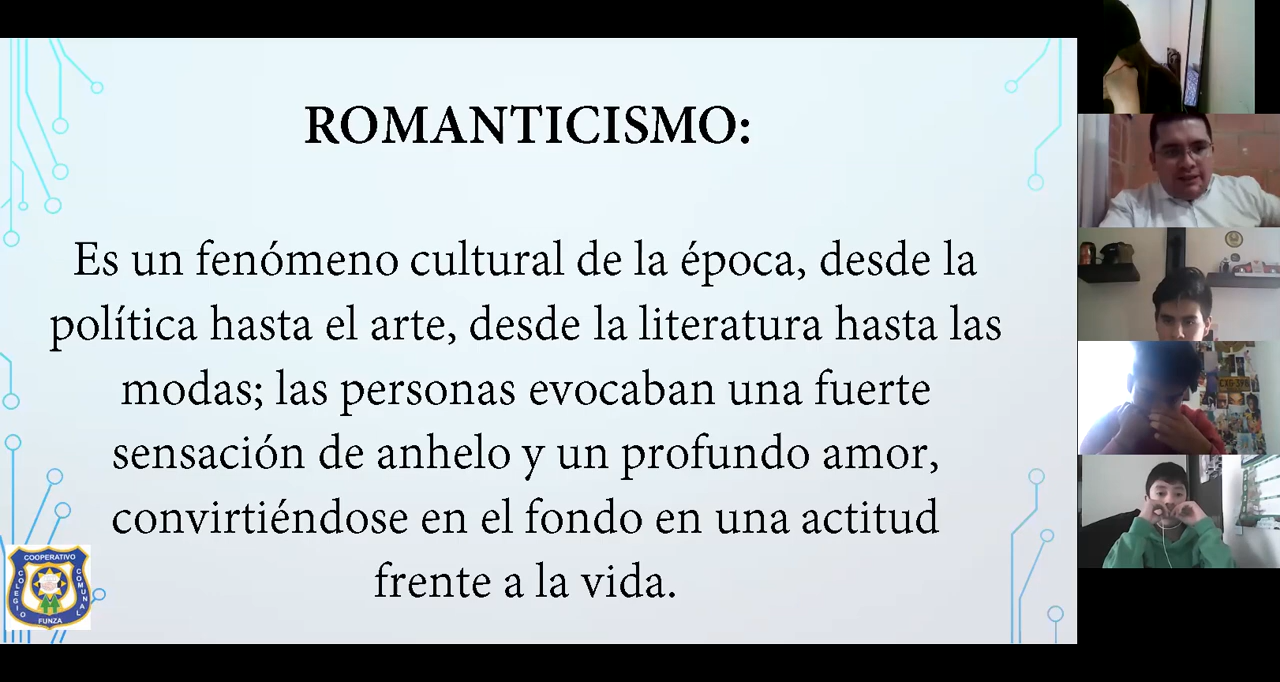 ROMANTICISMO:
Es un fenómeno cultural de la época, desde la
política hasta el arte, desde la literatura hasta las
modas; las personas evocaban una fuerte
sensación de anhelo y un profundo amor,
convirtiéndose en el fondo en una actitud
frente a la vida.
COOPERATIVO
COLEGIO
COMUNAL
FUNZA